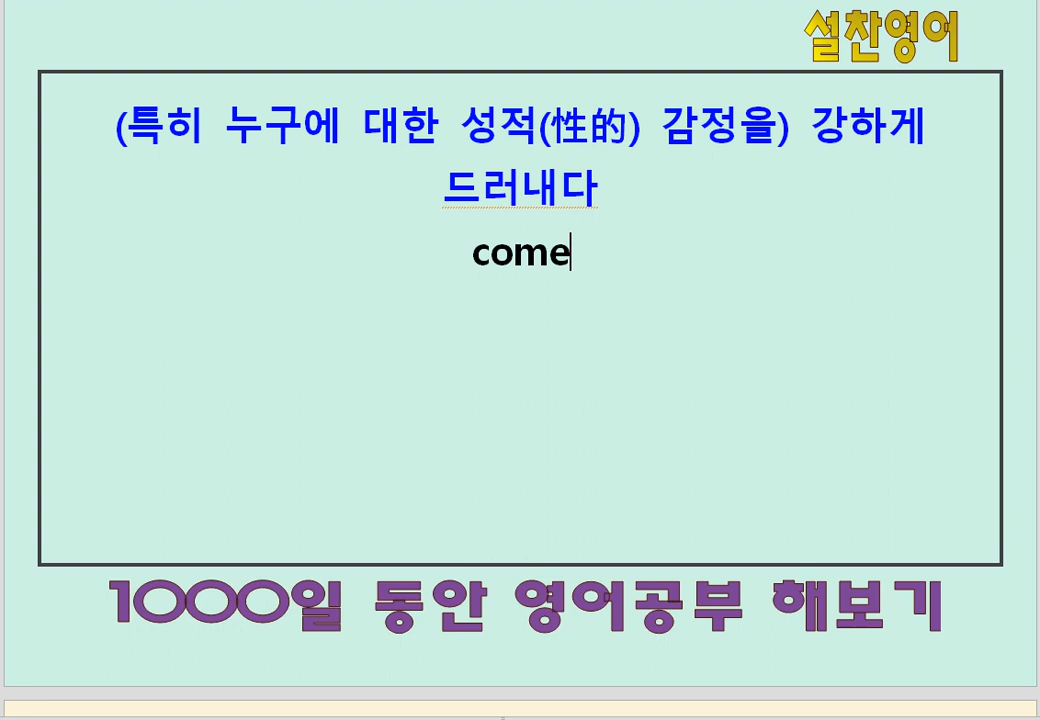 설찬영어
(특히 누구에 대한 성적(性的) 감정을) 강하게
드러내다
come
1000일 동안 영어공부 해보기